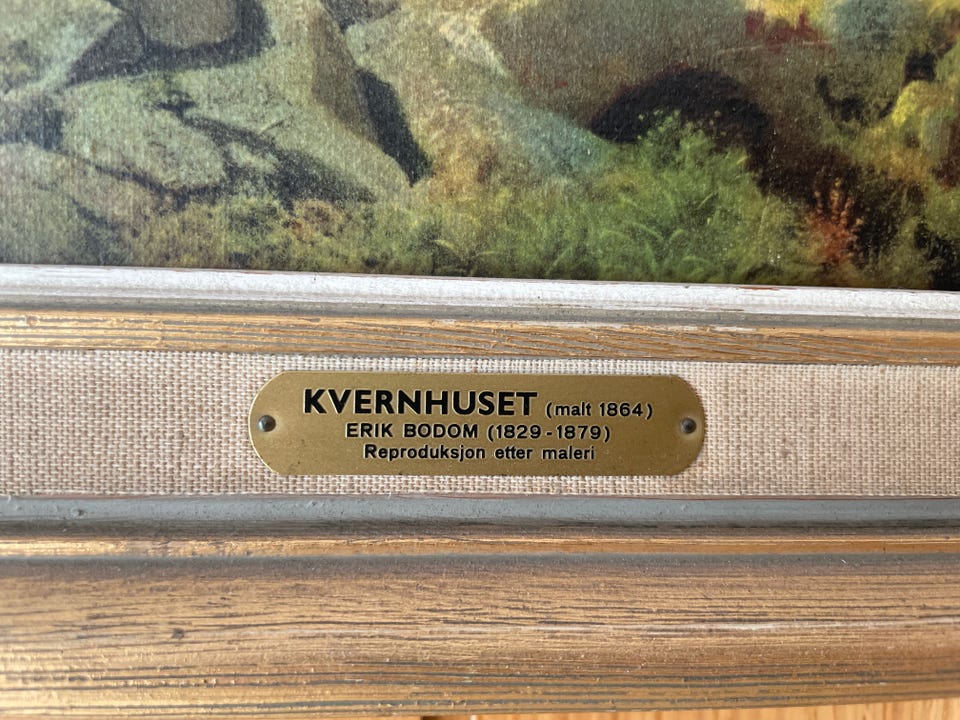 KVERNHUSET (malt 1864)
ERIK BODOM (1829-1879)
Reproduksjon etter maleri